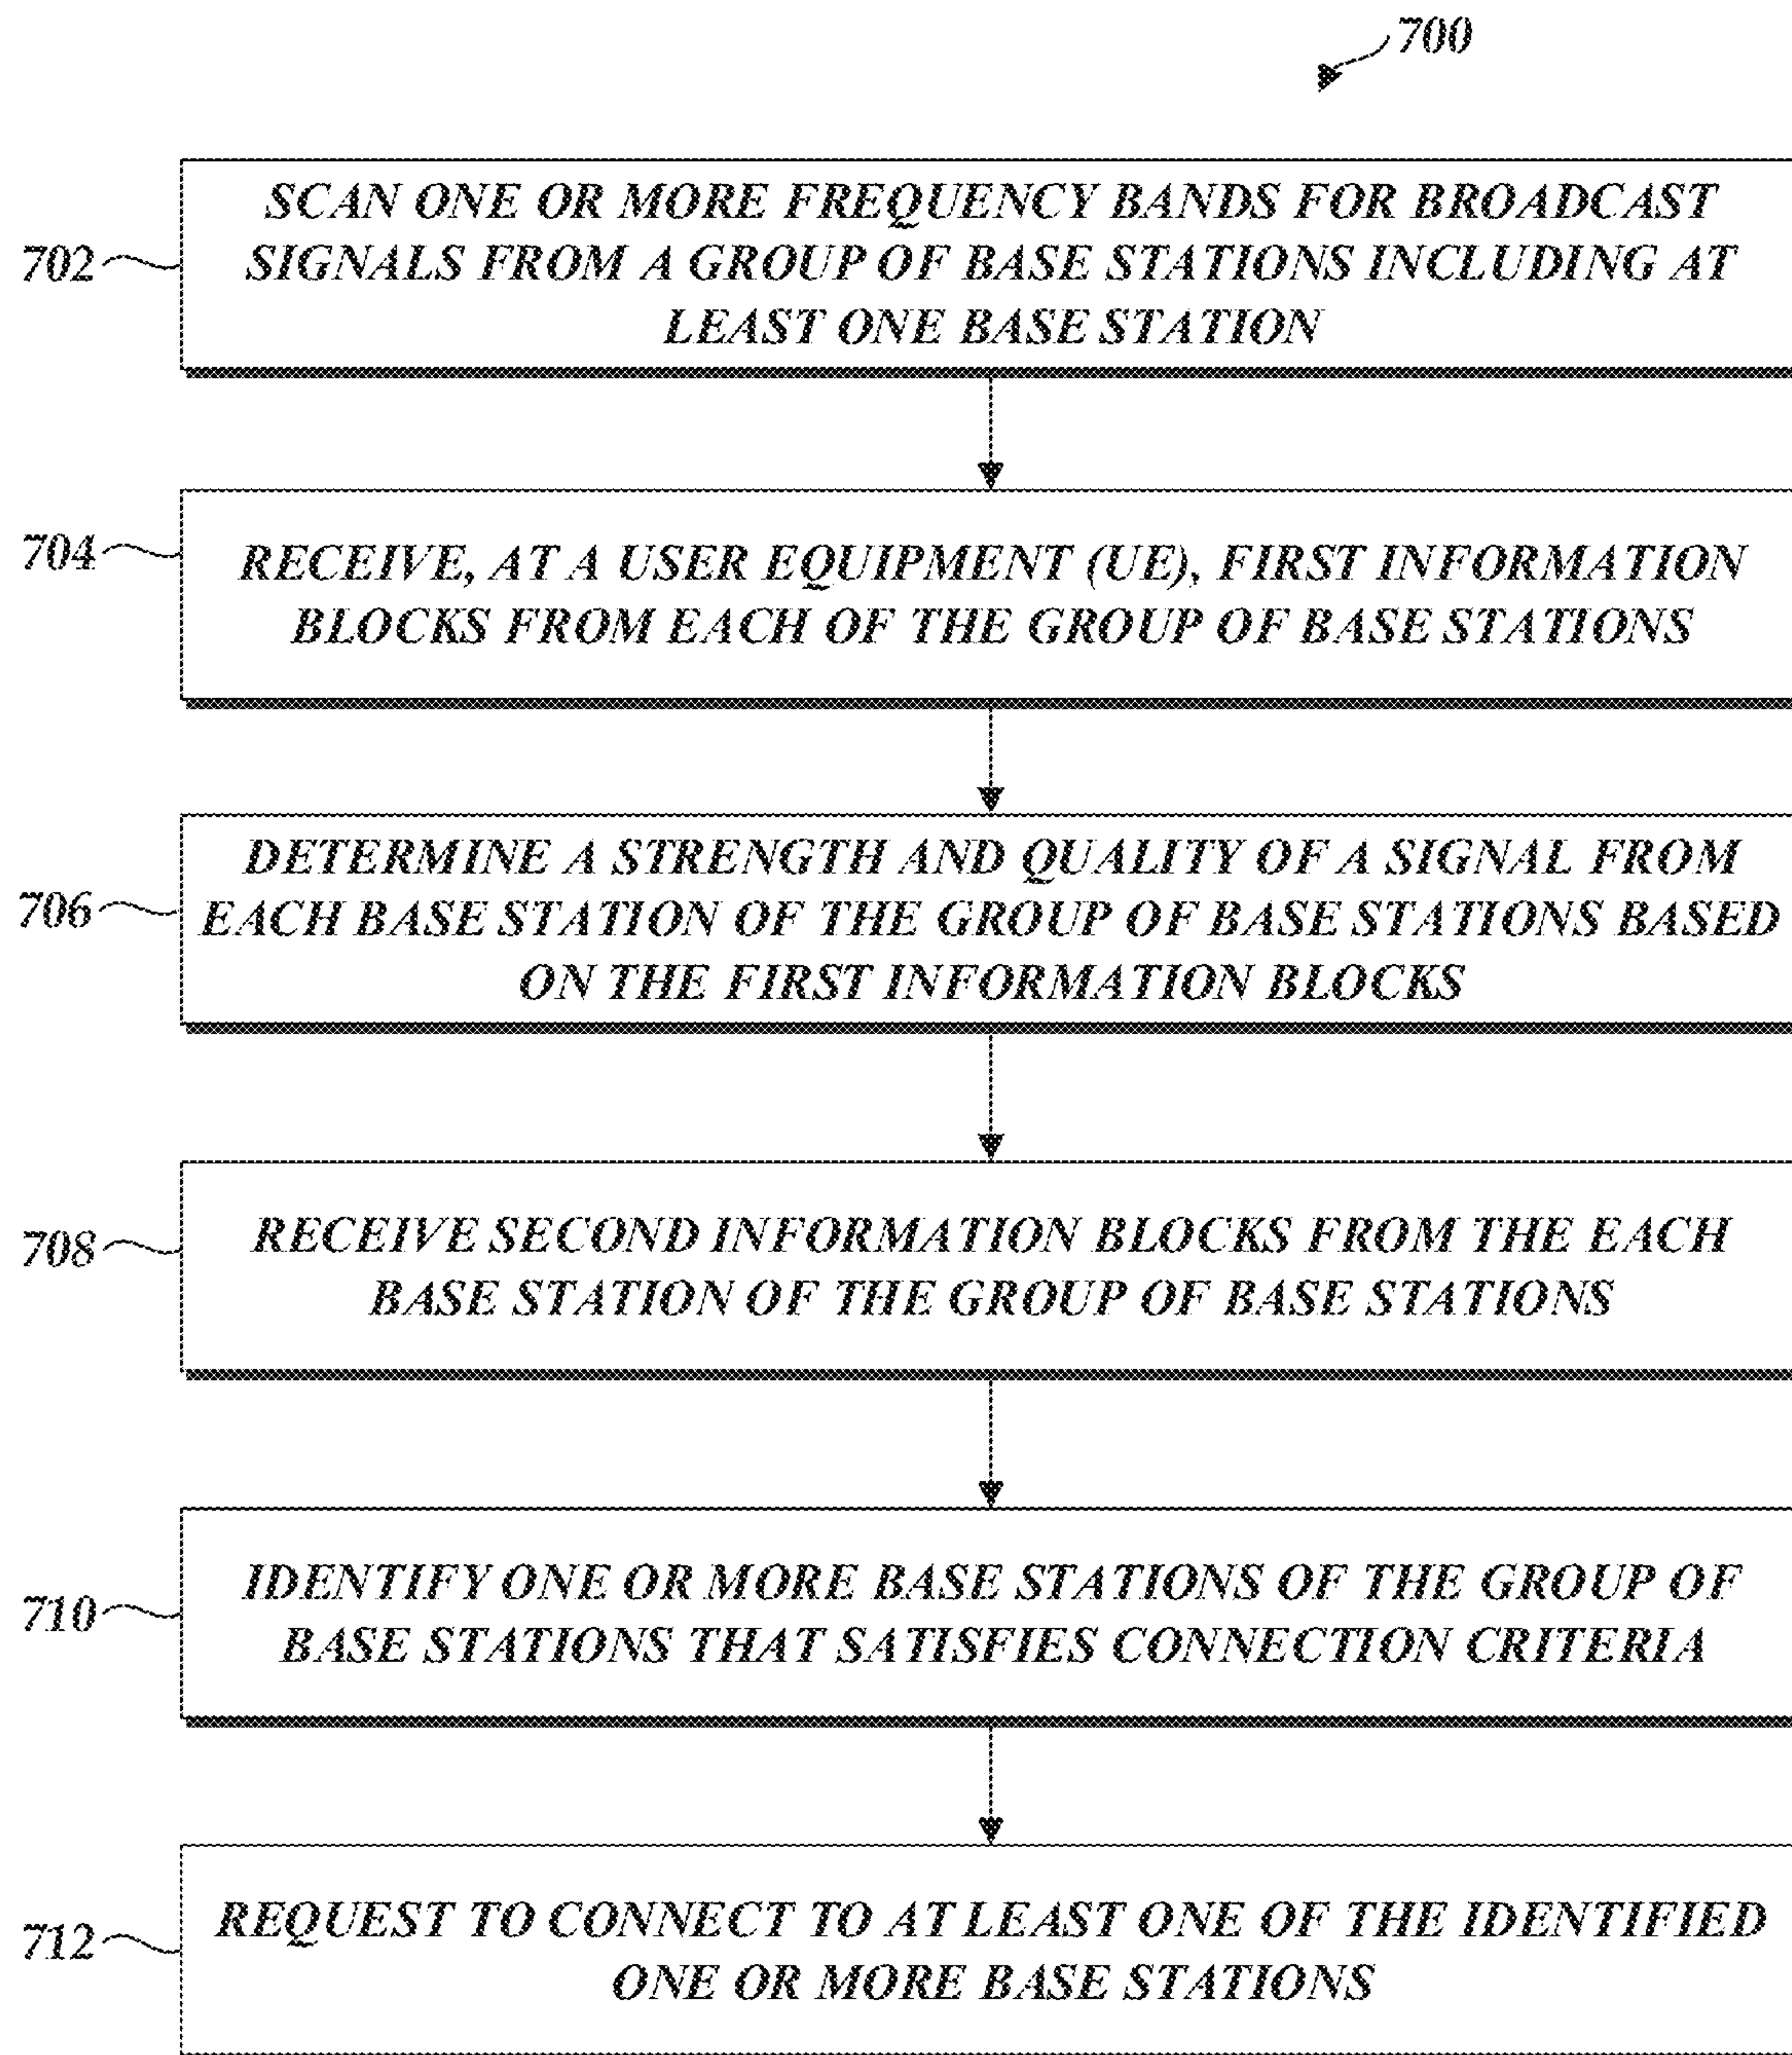 700
702
SCAN ONE OR MORE FREQUENCY BANDS FOR BROADCAST
SIGNALS FROM A GROUP OF BASE STATIONS INCLUDING AT
LEAST ONE BASE STATION
704
RECEIVE, AT A USER EQUIPMENT (UE), FIRST INFORMATION
BLOCKS FROM EACH OF THE GROUP OF BASE STATIONS
706
DETERMINE A STRENGTH AND QUALITY OF A SIGNAL FROM
EACH BASE STATION OF THE GROUP OF BASE STATIONS BASED
ON THE FIRST INFORMATION BLOCKS
708
RECEIVE SECOND INFORMATION BLOCKS FROM THE EACH
BASE STATION OF THE GROUP OF BASE STATIONS
710
IDENTIFY ONE OR MORE BASE STATIONS OF THE GROUP OF
BASE STATIONS THAT SATISFIES CONNECTION CRITERIA
712
REQUEST TO CONNECT TO AT LEAST ONE OF THE IDENTIFIED
ONE OR MORE BASE STATIONS